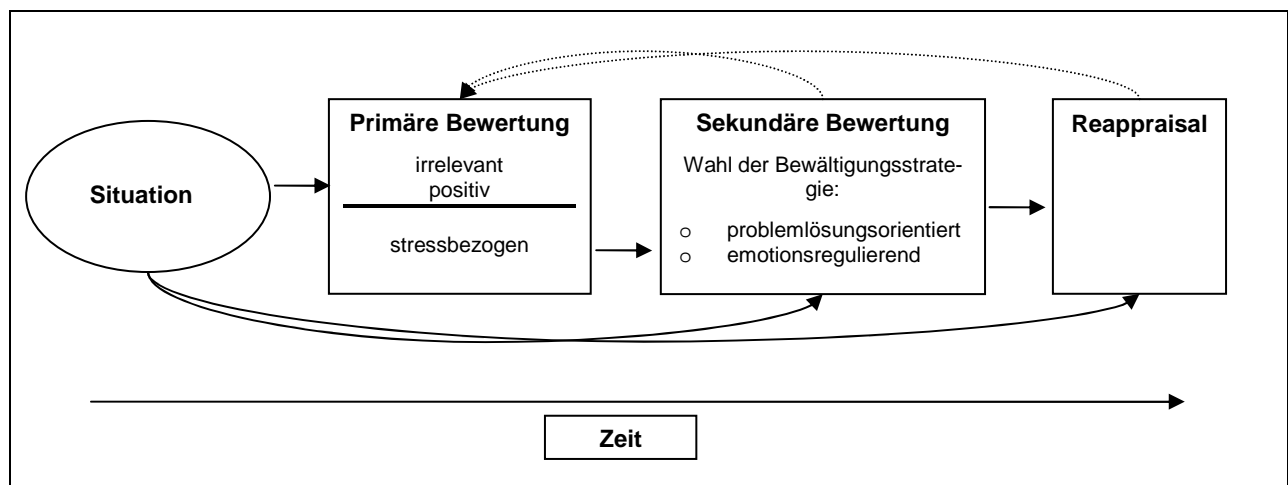 Situation
Primäre Bewertung
irrelevant
positiv
stressbezogen
Sekundäre Bewertung
Wahl der Bewältigungsstrate-
gie:
o problemlösungsorientiert
o emotionsregulierend
Reappraisal
Zeit